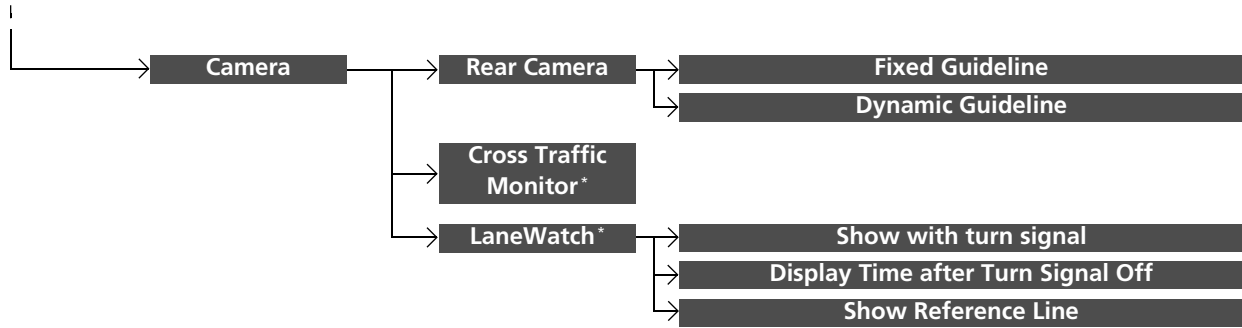 Camera
Rear Camera
Fixed Guideline
Dynamic Guideline
Cross Traffic
Monitor*
LaneWatch*
Show with turn signal
Display Time after Turn Signal Off
Show Reference Line